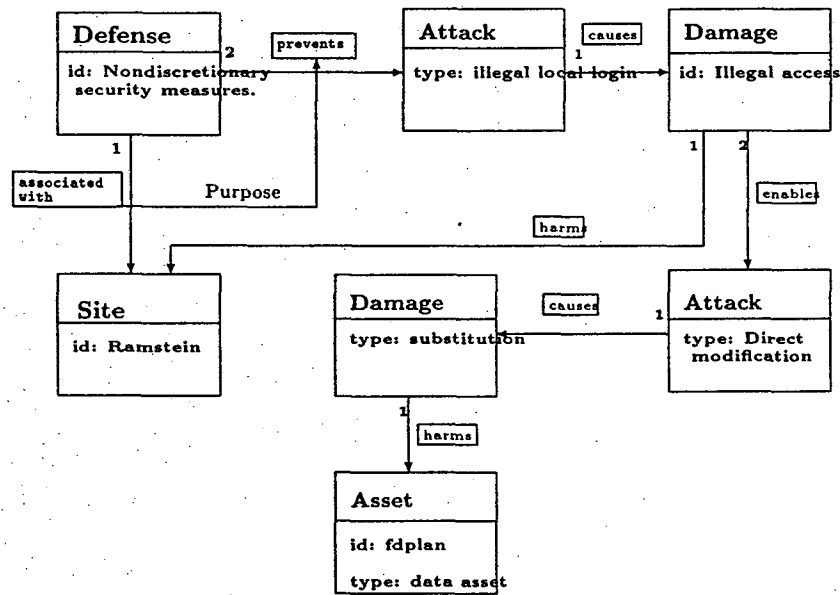 Defense
id: Nondiscretionary
security measures.
2
prevents
Attack
type: illegal local login
1
causes
Damage
id: Illegal access
1
associated
with
Purpose
1
2
harms
enables
Site
id: Ramstein
Damage
type: substitution
causes
1
Attack
type: Direct
modification
1
harms
Asset
id: fdplan
type: data asset